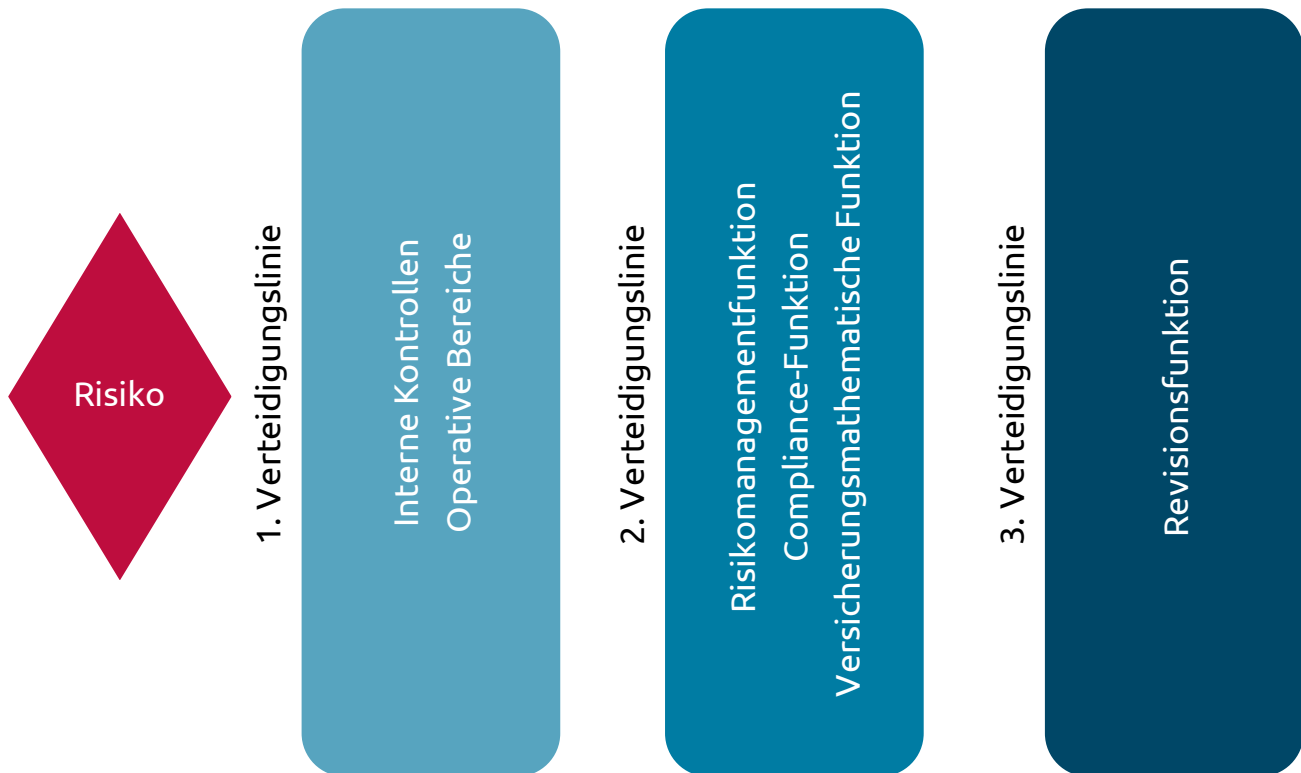 Risiko
1. Verteidigungslinie
Interne Kontrollen
Operative Bereiche
2. Verteidigungslinie
Risikomanagementfunktion
Compliance-Funktion
Versicherungsmathematische Funktion
3. Verteidigungslinie
Revisionsfunktion